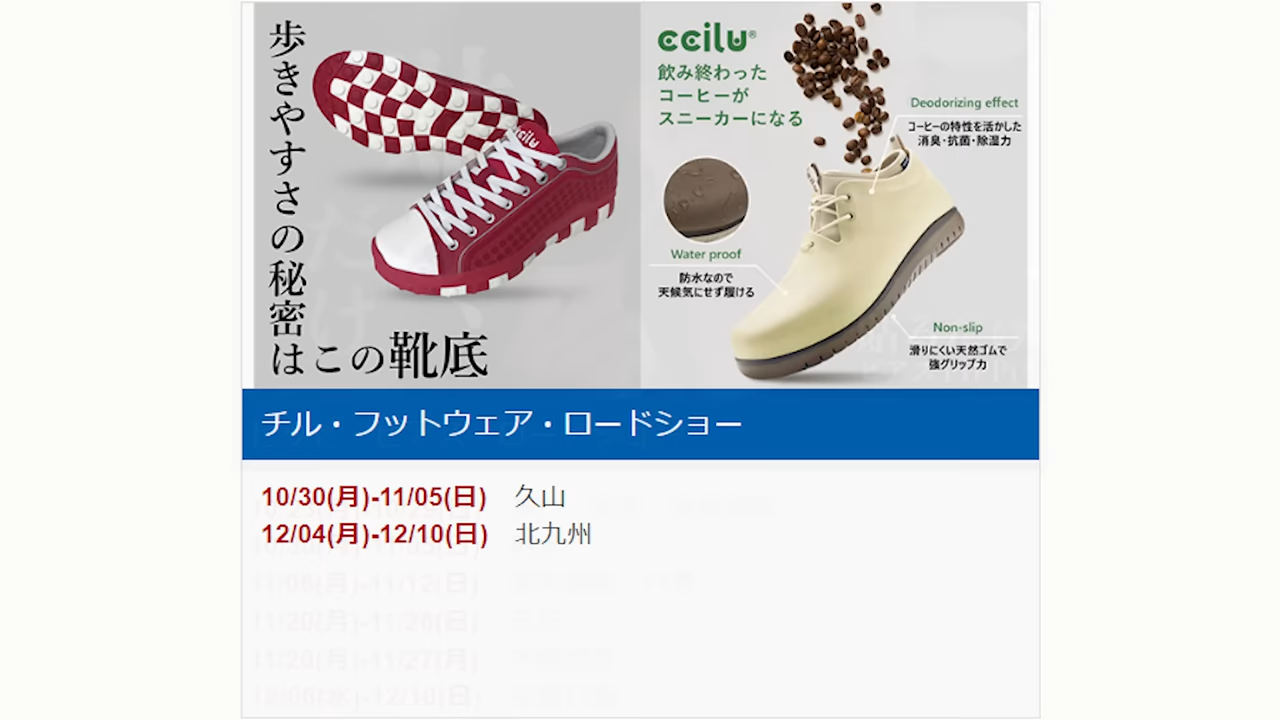 歩きやすさの秘密は
この靴底
ccilu
ccilu®
飲み終わった
コーヒーが
スニーカーになる
Deodorizing effect
コーヒーの特性を活かした
消臭・抗菌・除湿力
Water proof
防水なので
天候気にせず履ける
Non-slip
滑りにくい天然ゴムで
強グリップ力
チル・フットウェア・ロードショー
10/30(月)-11/05(日) 久山
12/04(月)-12/10(日) 北九州